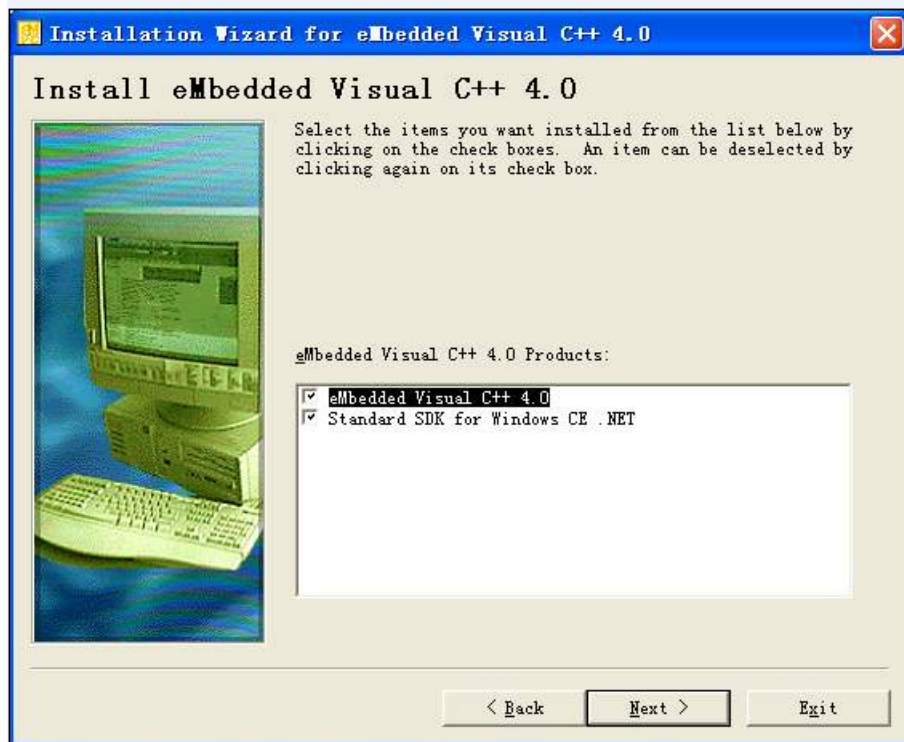 Installation Wizard for eMbedded Visual C++ 4.0
Install eMbedded Visual C++ 4.0
Select the items you want installed from the list below by
clicking on the check boxes.  An item can be deselected by
clicking again on its check box.
eMbedded Visual C++ 4.0 Products:
eMbedded Visual C++ 4.0
Standard SDK for Windows CE .NET
< Back
Next >
Exit